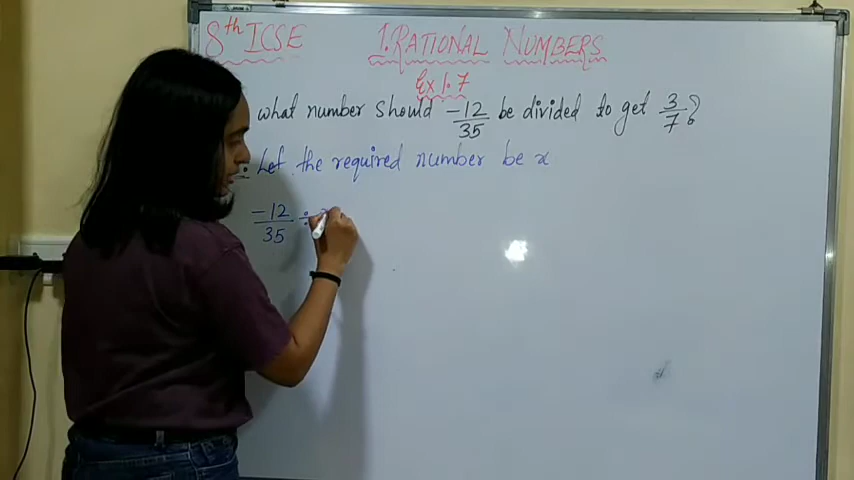 8th ICSE
1. RATIONAL NUMBERS
Ex 1.7
what number should -12/35 be divided to get 3/7?
Let the required number be x
-12/35 ÷